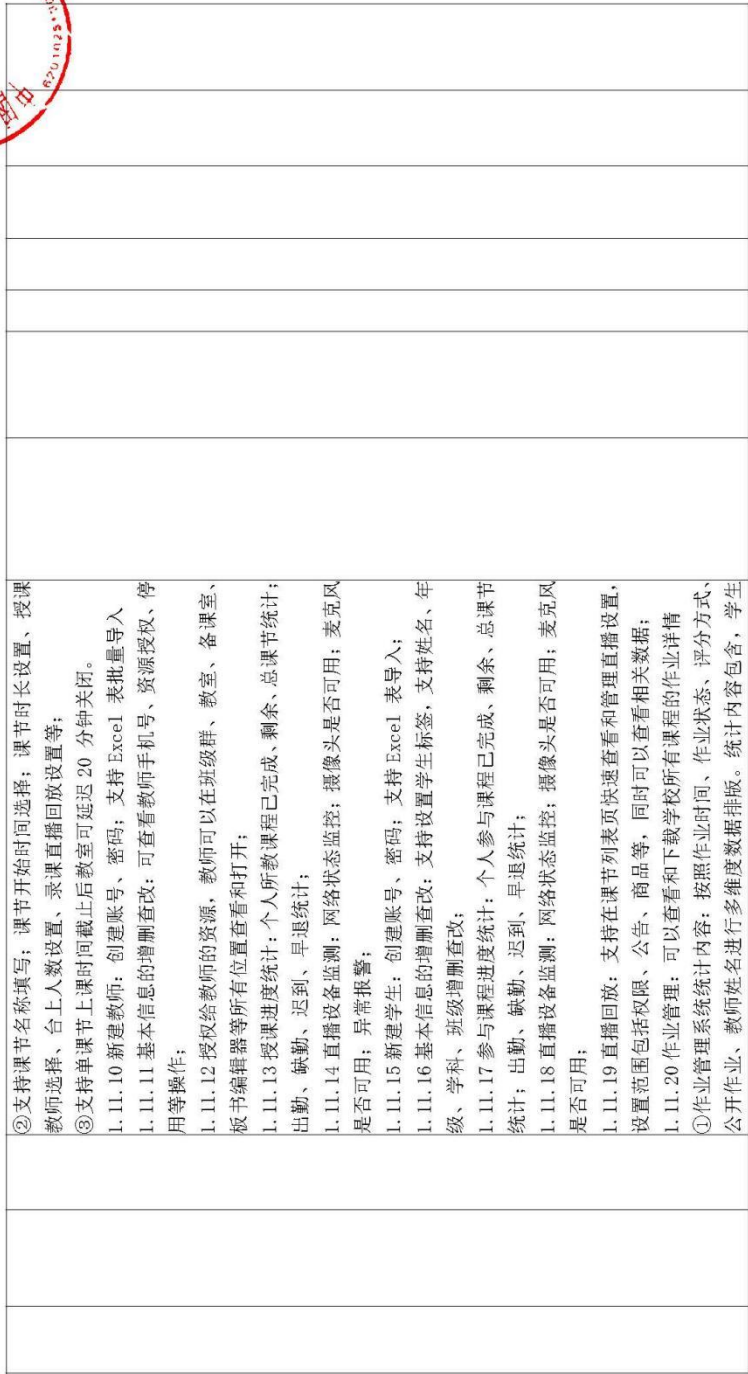 ②支持课节名称填写；课节开始时间选择；课节时长设置、授课
教师选择、台上人数设置、录课直播回放设置等；
③支持单课节上课时间截止后教室可延迟 20 分钟关闭。
1.11.10 新建教师：创建账号、密码；支持 Excel 表批量导入
1.11.11 基本信息的增删查改：可查看教师手机号、资源授权、停
用等操作；
1.11.12 授权给教师的资源，教师可以在班级群、教室、备课室、
板书编辑器等所有位置查看和打开；
1.11.13 授课进度统计：个人所教课程已完成、剩余、总课节统计；
出勤、缺勤、迟到、早退统计；
1.11.14 直播设备监测：网络状态监控；摄像头是否可用；麦克风
是否可用；异常报警；
1.11.15 新建学生：创建账号、密码；支持 Excel 表导入；
1.11.16 基本信息的增删查改；支持设置学生标签，支持姓名、年
级、学科、班级增删查改；
1.11.17 参与课程进度统计：个人参与课程已完成、剩余、总课节
统计；出勤、缺勤、迟到、早退统计；
1.11.18 直播设备监测：网络状态监控；摄像头是否可用；麦克风
是否可用；
1.11.19 直播回放：支持在课节列表页快速查看和管理直播设置，
设置范围包括权限、公告、商品等，同时可以查看相关数据；
1.11.20 作业管理：可以查看和下载学校所有课程的作业详情
①作业管理系统统计内容：按照作业时间、作业状态、评分方式、
公开作业、教师姓名进行多维度数据排版。统计内容包含，学生